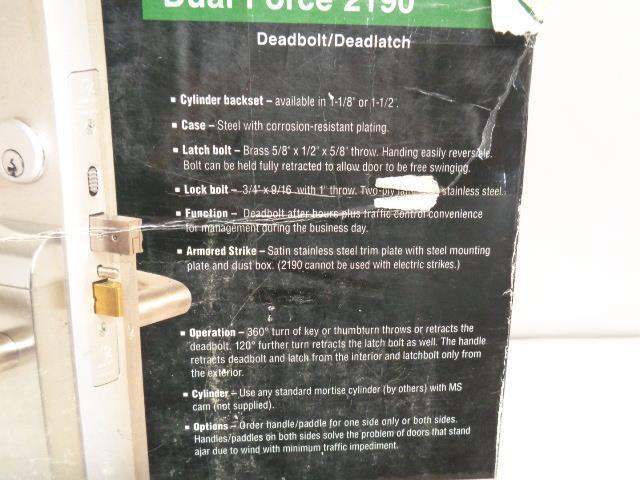 Dual Force 2190
Deadbolt/Deadlatch
▪ Cylinder backset – available in 1-1/8" or 1-1/2".
▪ Case – Steel with corrosion-resistant plating.
▪ Latch bolt – Brass 5/8" x 1/2" x 5/8" throw. Handing easily reversible.
Bolt can be held fully retracted to allow door to be free swinging.
▪ Lock bolt – 3/4" x 9/16 with 1" throw. Two-ply stainless steel.
▪ Function – Deadbolt after hours plus traffic control convenience
for management during the business day.
▪ Armored Strike – Satin stainless steel trim plate with steel mounting
plate and dust box. (2190 cannot be used with electric strikes.)
▪ Operation – 360° turn of key or thumbturn throws or retracts the
deadbolt. 120° further turn retracts the latch bolt as well. The handle
retracts deadbolt and latch from the interior and latchbolt only from
the exterior.
▪ Cylinder – Use any standard mortise cylinder (by others) with MS
cam (not supplied).
▪ Options – Order handle/paddle for one side only or both sides.
Handles/paddles on both sides solve the problem of doors that stand
ajar due to wind with minimum traffic impediment.